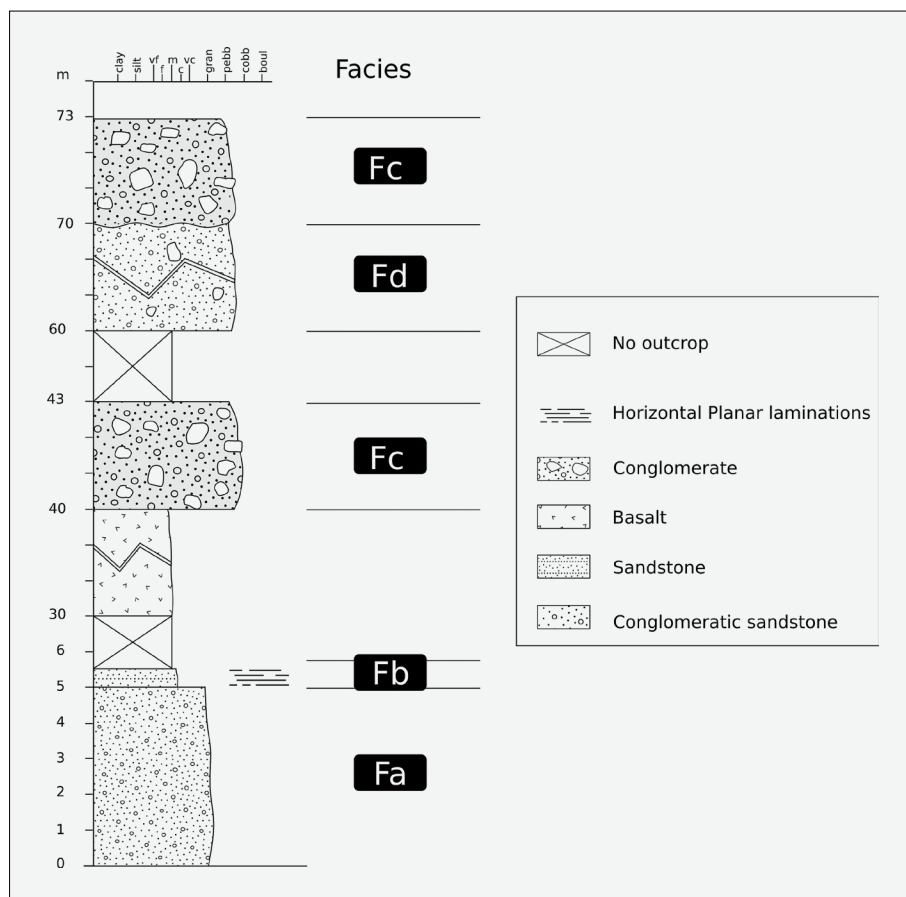 m
clay
silt
vf
f
m
c
vc
gran
pebb
cobb
boul
Facies
73
Fc
70
Fd
60
43
Fc
40
30
6
Fb
5
4
3
Fa
2
1
0
No outcrop
Horizontal Planar laminations
Conglomerate
Basalt
Sandstone
Conglomeratic sandstone